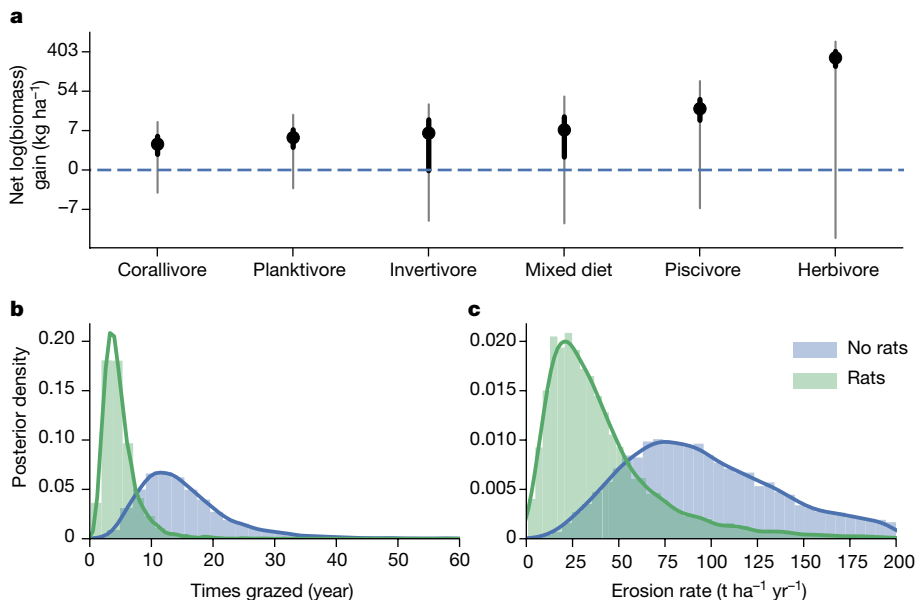 a
Net log(biomass)
gain (kg ha⁻¹)
403
54
7
0
−7
Corallivore
Planktivore
Invertivore
Mixed diet
Piscivore
Herbivore
b
Posterior density
0.20
0.15
0.10
0.05
0
0
10
20
30
40
50
60
Times grazed (year)
c
0.020
0.015
0.010
0.005
0
0
25
50
75
100
125
150
175
200
Erosion rate (t ha⁻¹ yr⁻¹)
No rats
Rats